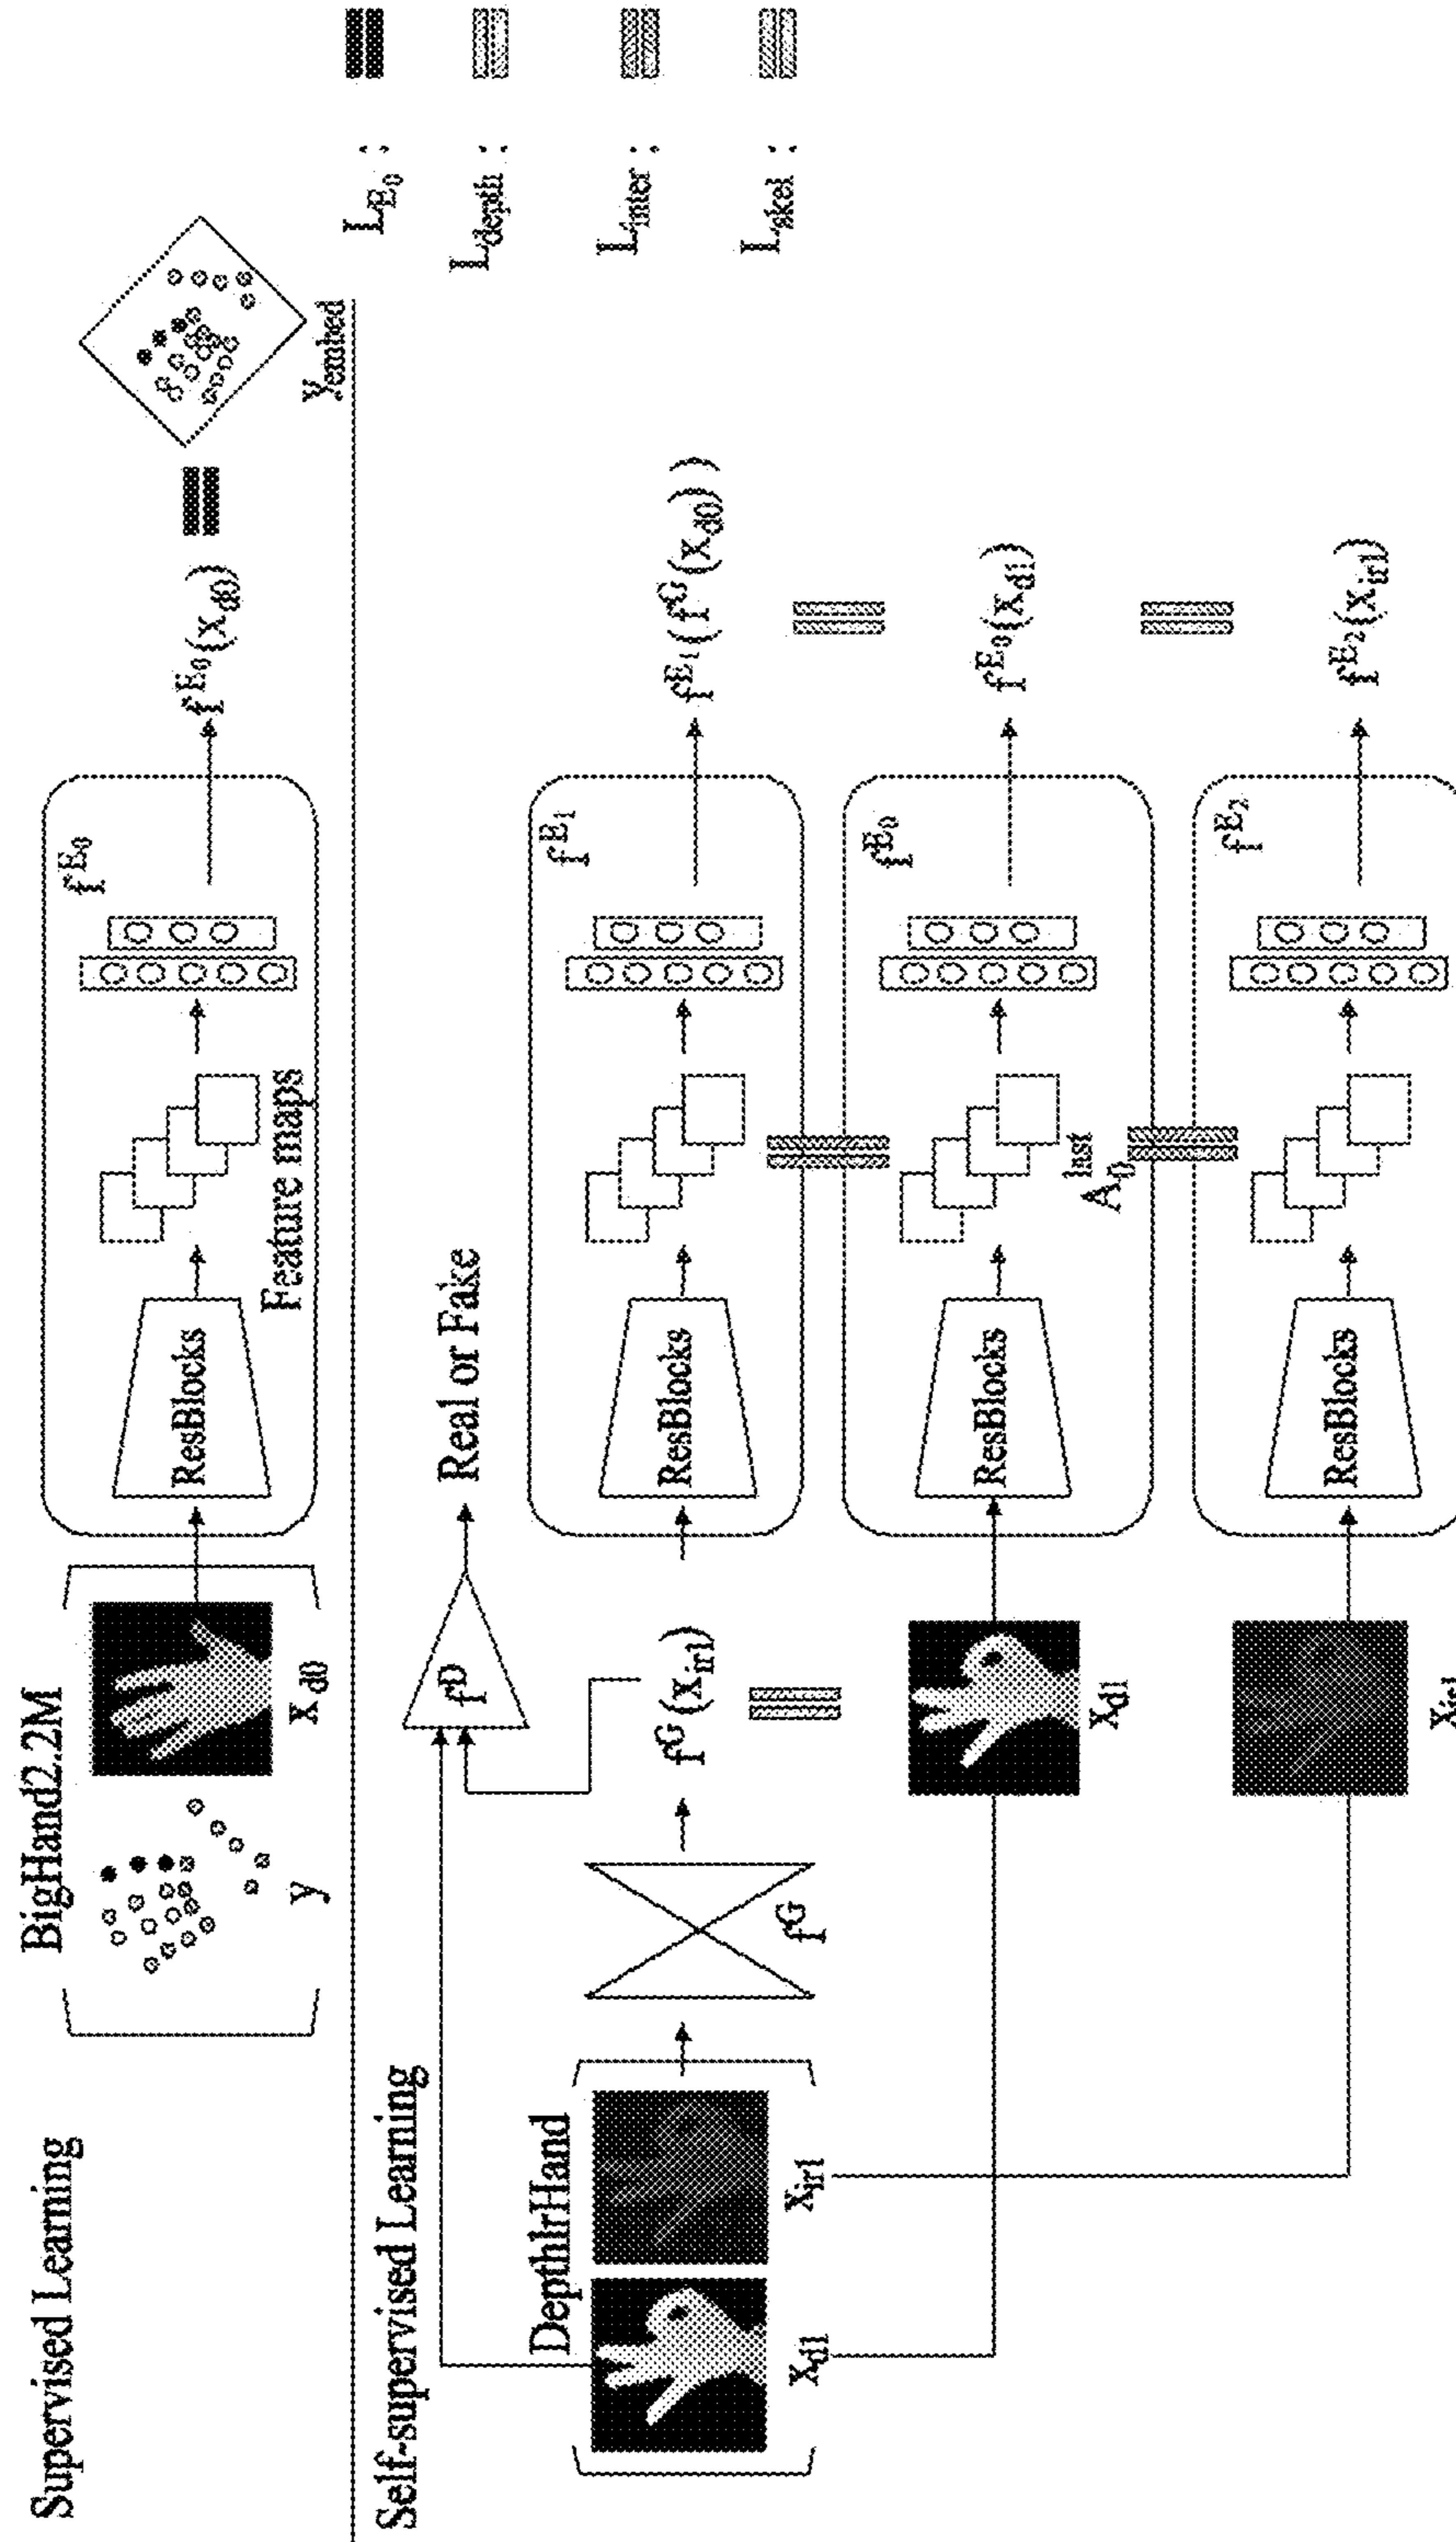 Supervised Learning
BigHand2.2M
y
x_d0
ResBlocks
Feature maps
f^E0
f^E0(x_d0)
y_embed
Self-supervised Learning
DepthIrHand
x_d1
x_ir1
f^G
f^D
Real or Fake
f^G(x_ir1)
ResBlocks
f^E1
f^E1(f^G(x_d0))
x_d1
ResBlocks
A_0^last
f^E0
f^E0(x_d1)
x_ir1
ResBlocks
f^E2
f^E2(x_ir1)
L_E0 :
L_depth :
L_inter :
L_skel :